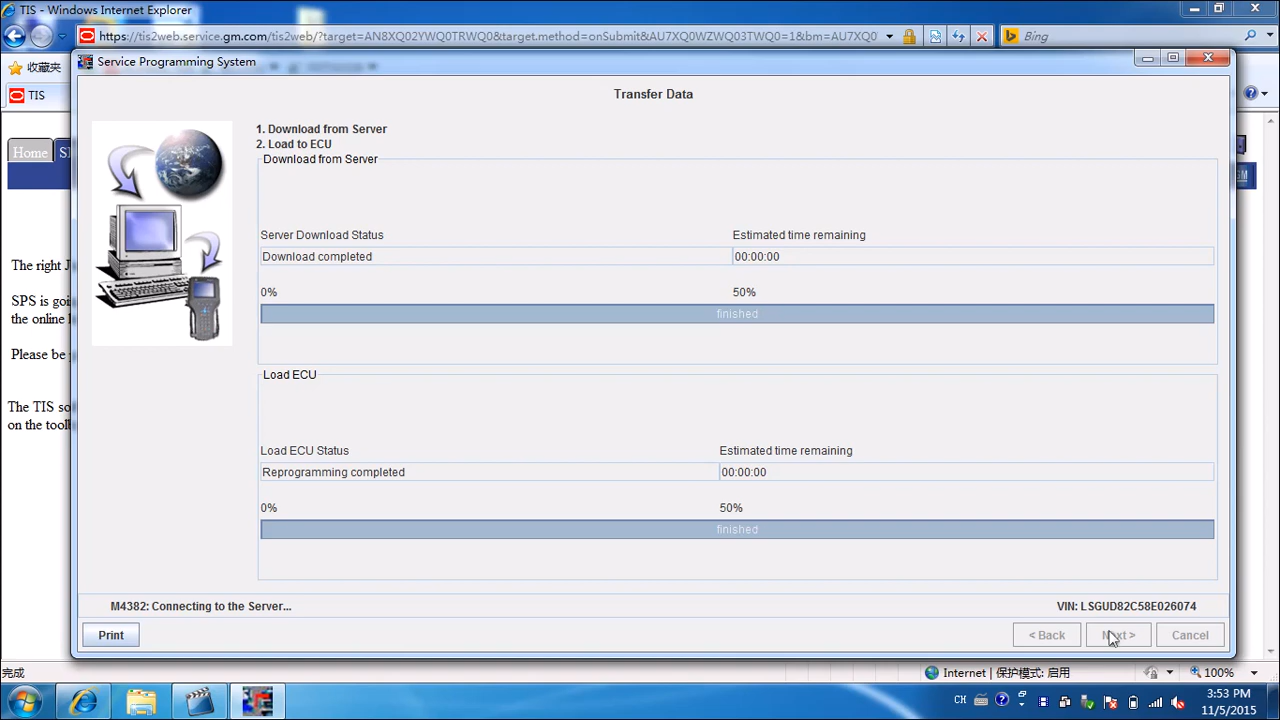 TIS - Windows Internet Explorer
https://tis2web.service.gm.com/tis2web/?target=AN8XQ02YWQ0TRWQ0&target.method=onSubmit&AU7XQ0WZWQ03TWQ0=1&bm=AU7XQ0
Bing
收藏夹
Service Programming System
TIS
Transfer Data
Home
1. Download from Server
2. Load to ECU
Download from Server
GM
Server Download Status
Estimated time remaining
Download completed
00:00:00
The right
SPS is goi
the online
Please be
0%
50%
finished
Load ECU
The TIS so
on the tool
Load ECU Status
Estimated time remaining
Reprogramming completed
00:00:00
0%
50%
finished
M4382: Connecting to the Server...
VIN: LSGUD82C58E026074
Print
< Back
Next >
Cancel
完成
Internet | 保护模式: 启用
100%
CH
3:53 PM
11/5/2015